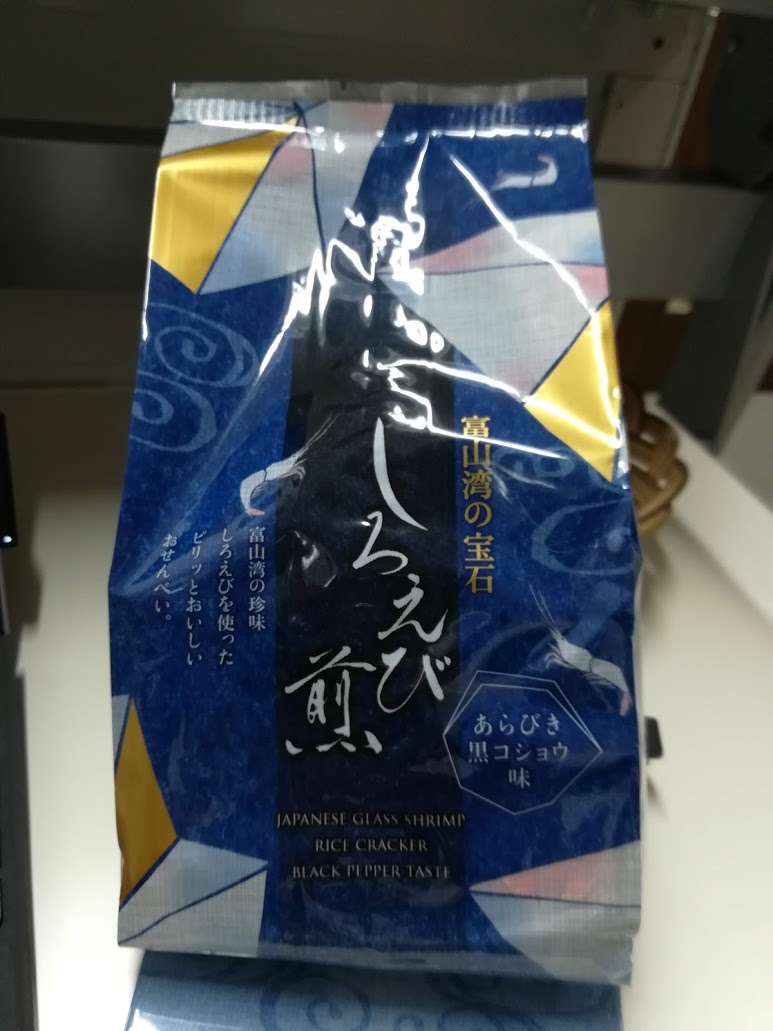 富山湾の宝石
しろえび
煎
富山湾の珍味
しろえびを使った
ピリッとおいしい
おせんべい。
あらびき
黒コショウ
味
JAPANESE GLASS SHRIMP
RICE CRACKER
BLACK PEPPER TASTE